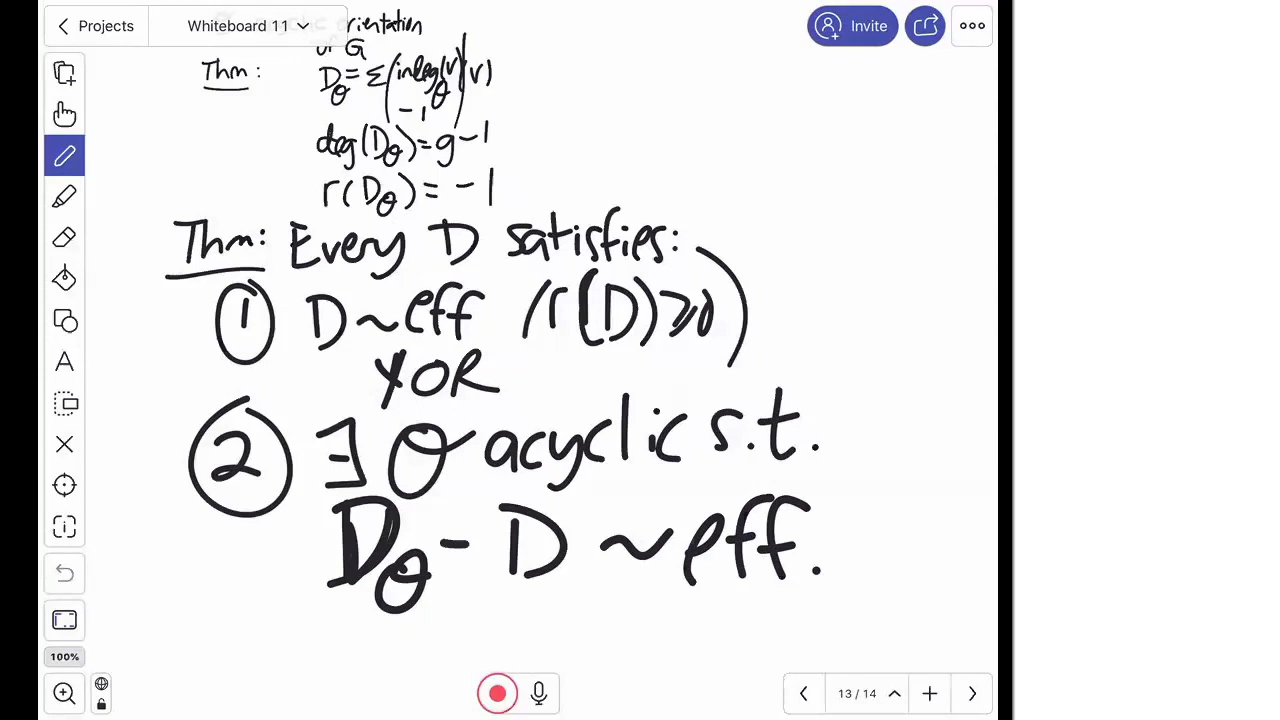 Projects
Whiteboard 11
Invite
orientation
of G
Thm :
D_θ = Σ (indeg_θ(v) - 1)(v)
deg(D_θ) = g - 1
r(D_θ) = -1
Thm: Every D satisfies:
① D ~ eff (r(D) ≥ 0)
XOR
② ∃ θ acyclic s.t.
D_θ - D ~ eff.
100%
13 / 14